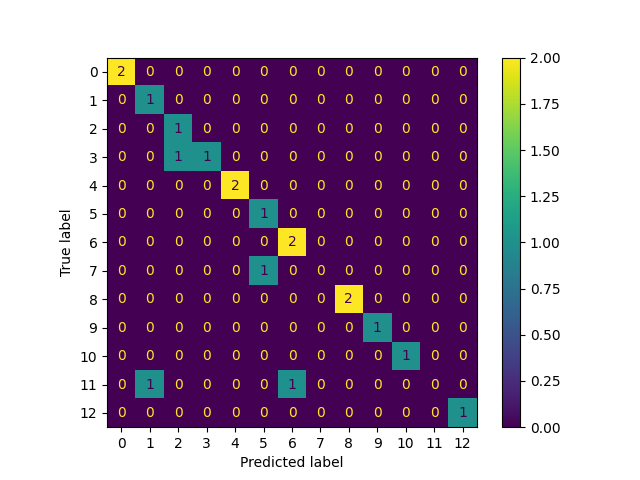 0 2 0 0 0 0 0 0 0 0 0 0 0 0
1 0 1 0 0 0 0 0 0 0 0 0 0 0
2 0 0 1 0 0 0 0 0 0 0 0 0 0
3 0 0 1 1 0 0 0 0 0 0 0 0 0
4 0 0 0 0 2 0 0 0 0 0 0 0 0
5 0 0 0 0 0 1 0 0 0 0 0 0 0
6 0 0 0 0 0 0 2 0 0 0 0 0 0
7 0 0 0 0 0 1 0 0 0 0 0 0 0
8 0 0 0 0 0 0 0 0 2 0 0 0 0
9 0 0 0 0 0 0 0 0 0 1 0 0 0
10 0 0 0 0 0 0 0 0 0 0 1 0 0
11 0 1 0 0 0 0 1 0 0 0 0 0 0
12 0 0 0 0 0 0 0 0 0 0 0 0 1
0 1 2 3 4 5 6 7 8 9 10 11 12
Predicted label
True label
2.00
1.75
1.50
1.25
1.00
0.75
0.50
0.25
0.00